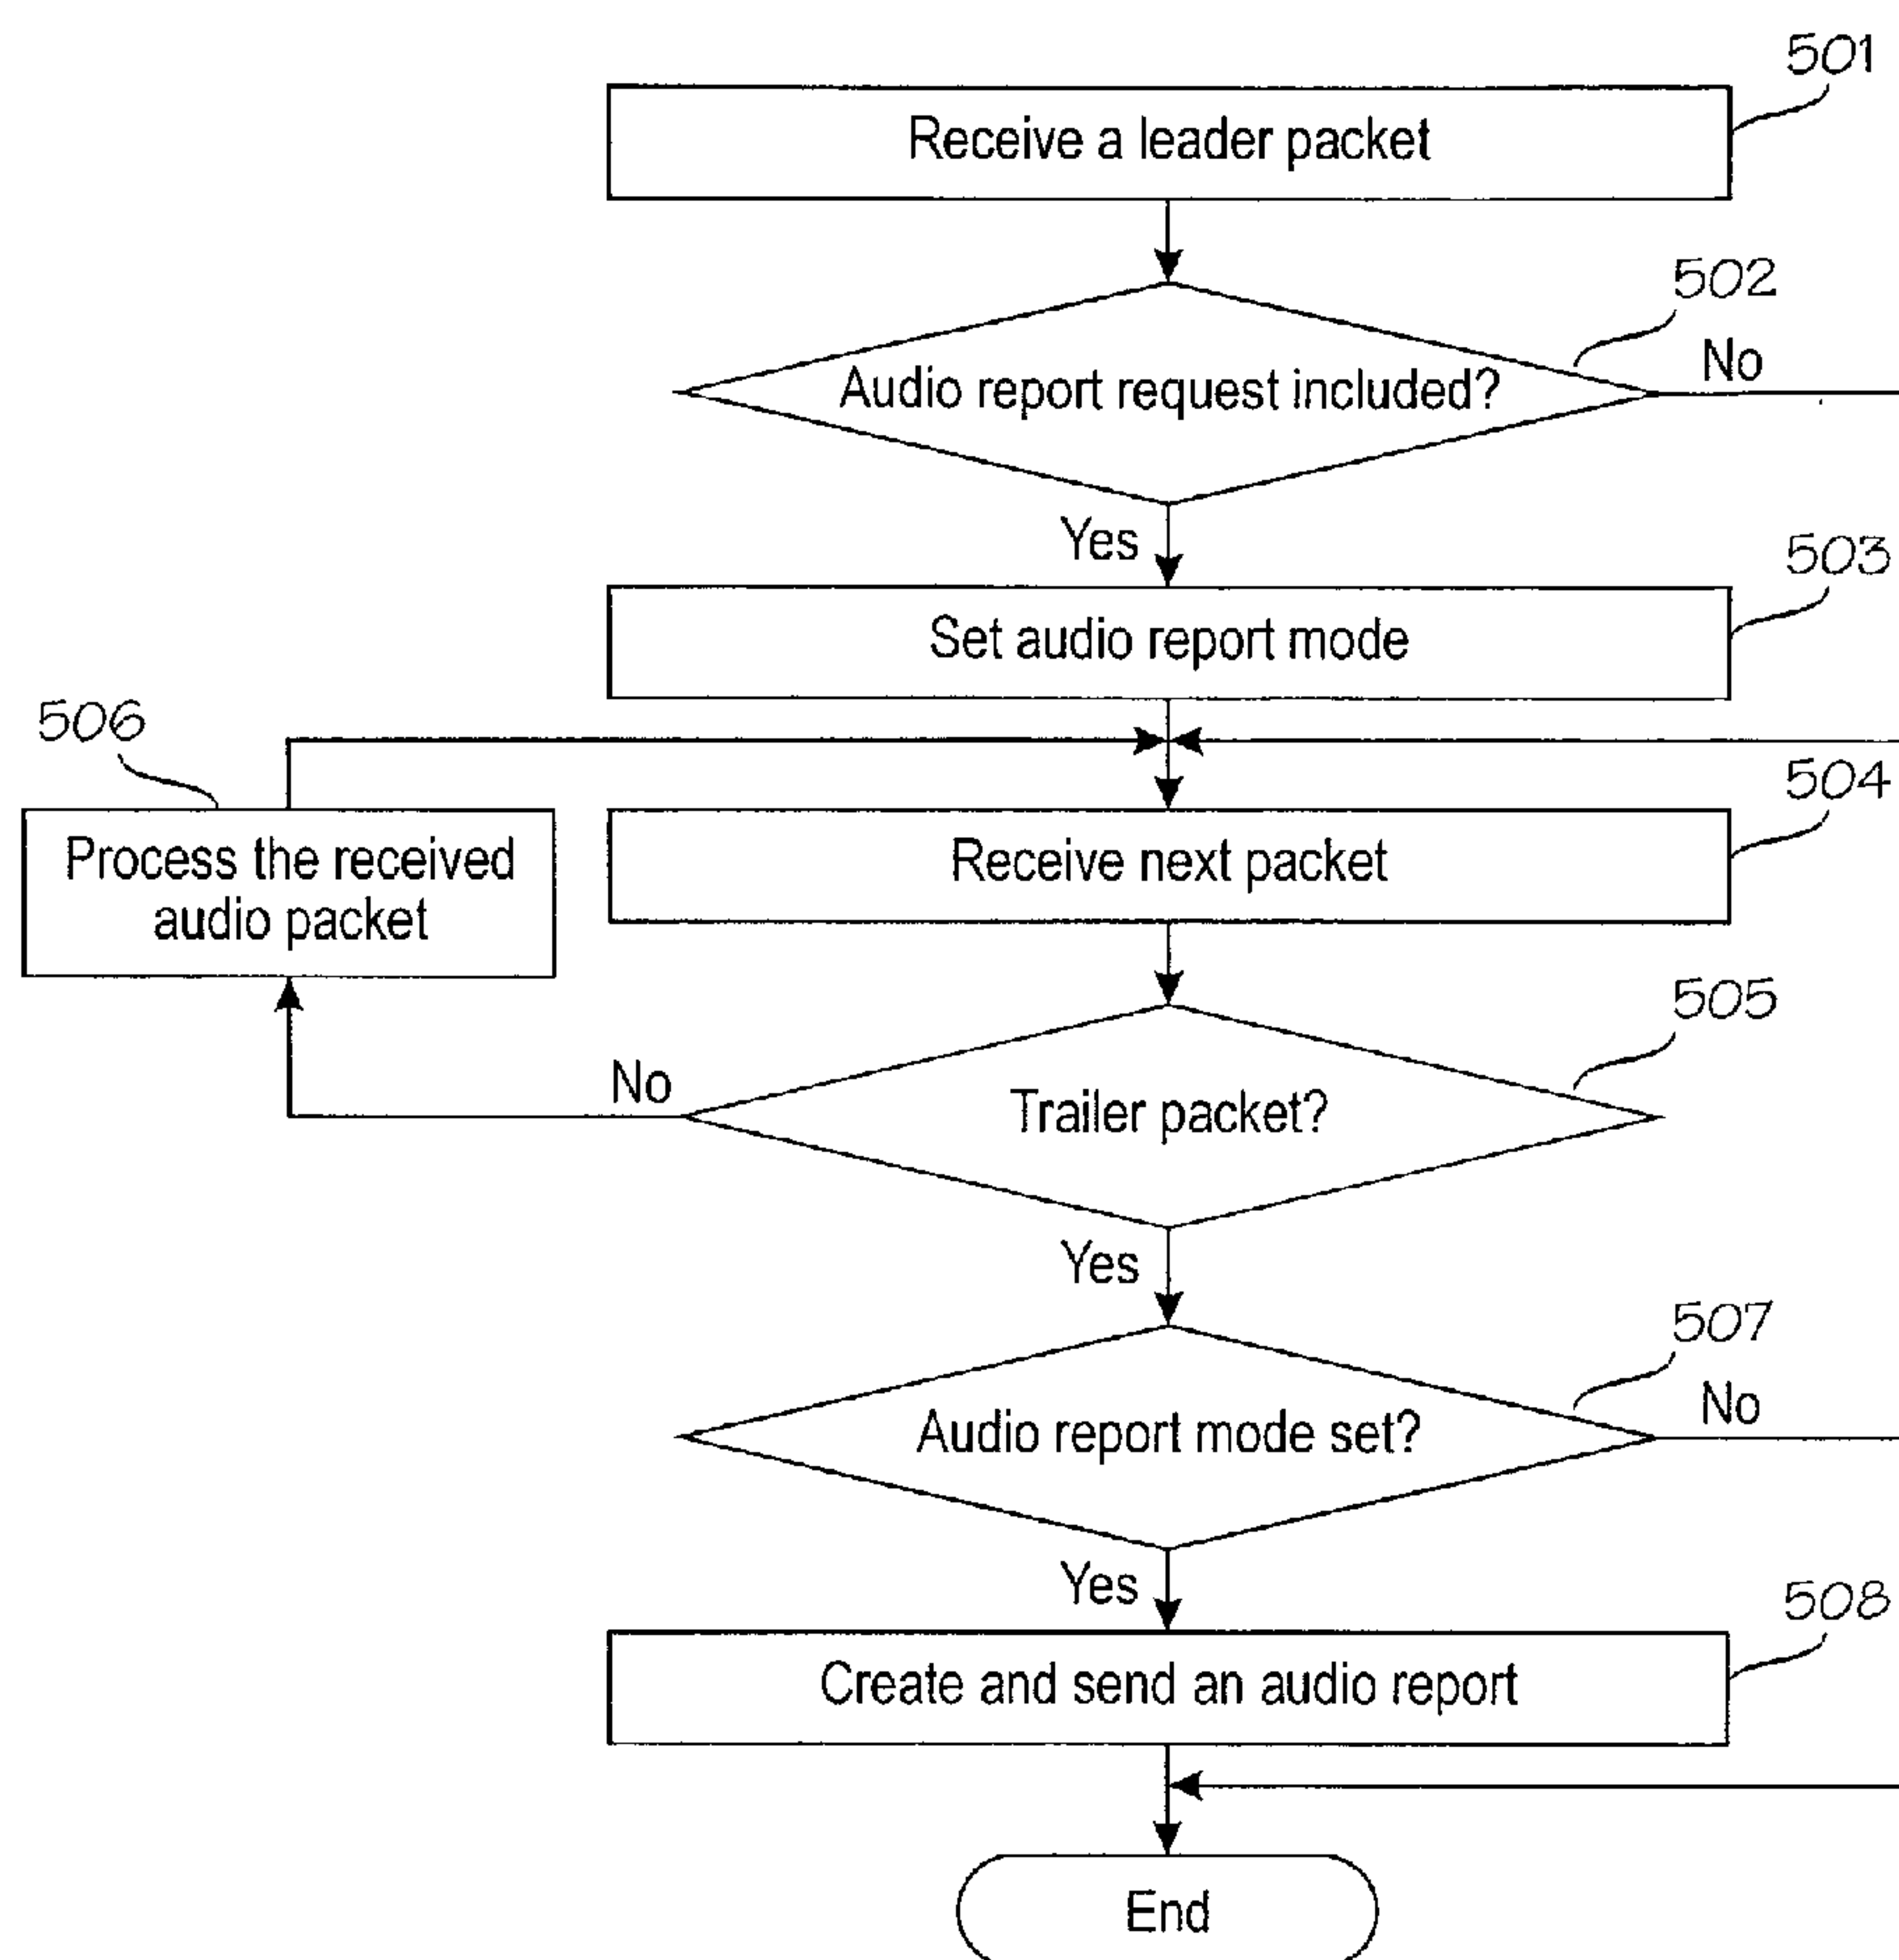 501
Receive a leader packet
502
Audio report request included?
No
Yes
503
Set audio report mode
506
504
Process the received
audio packet
Receive next packet
505
No
Trailer packet?
Yes
507
Audio report mode set?
No
Yes
508
Create and send an audio report
End